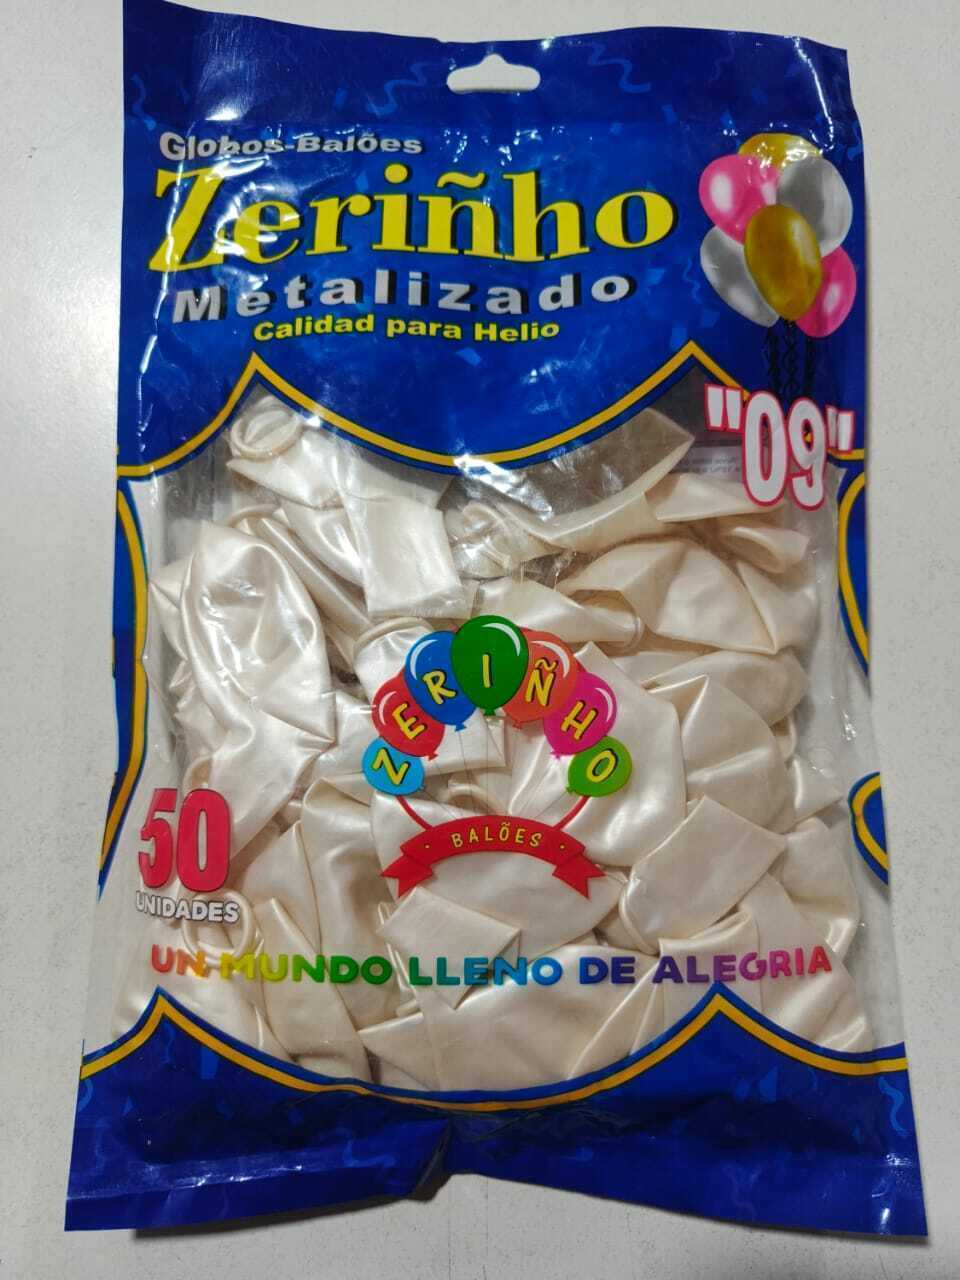 Globos-Balões
Zeriñho
Metalizado
Calidad para Helio
"09"
ZERIÑHO
· BALÕES ·
50
UNIDADES
UN MUNDO LLENO DE ALEGRIA